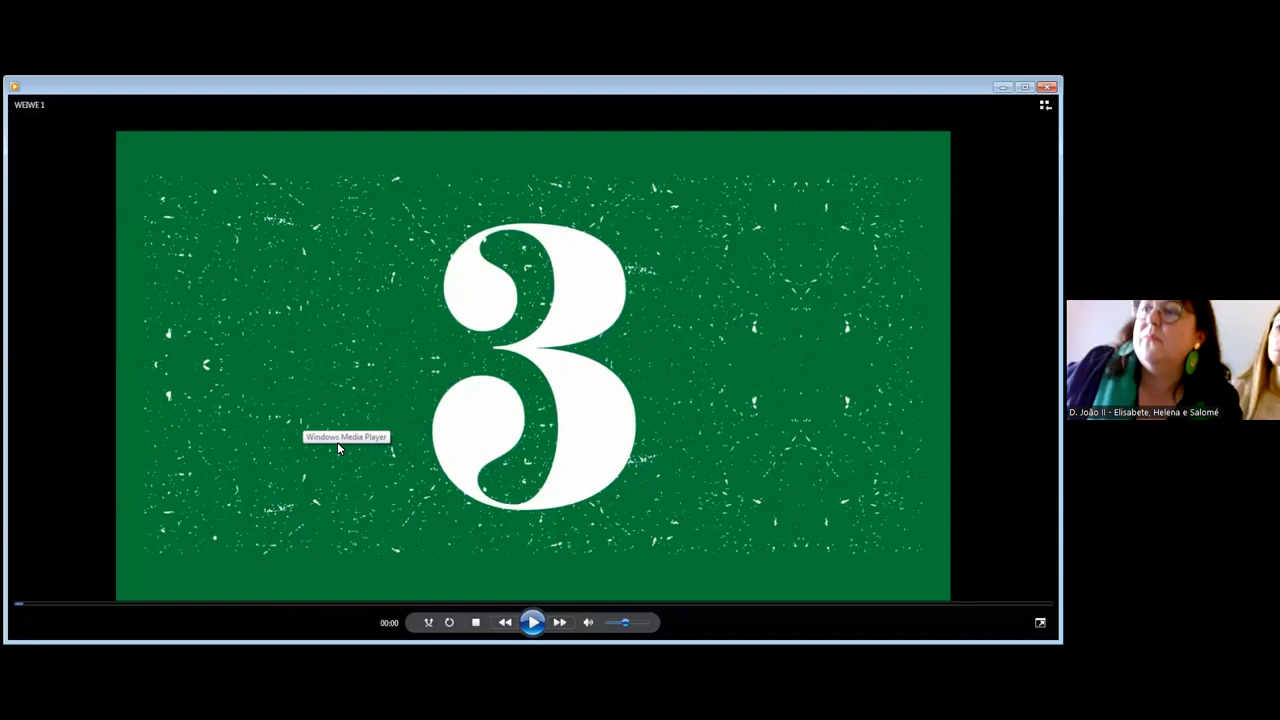 WEIWE 1
3
Windows Media Player
D. João II - Elisabete, Helena e Salomé
00:00